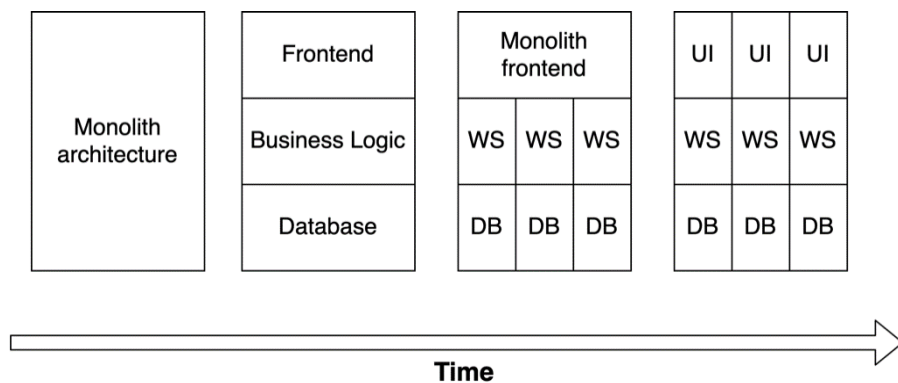 Monolith
architecture
Frontend
Business Logic
Database
Monolith
frontend
WS WS WS
DB DB DB
UI UI UI
WS WS WS
DB DB DB
Time